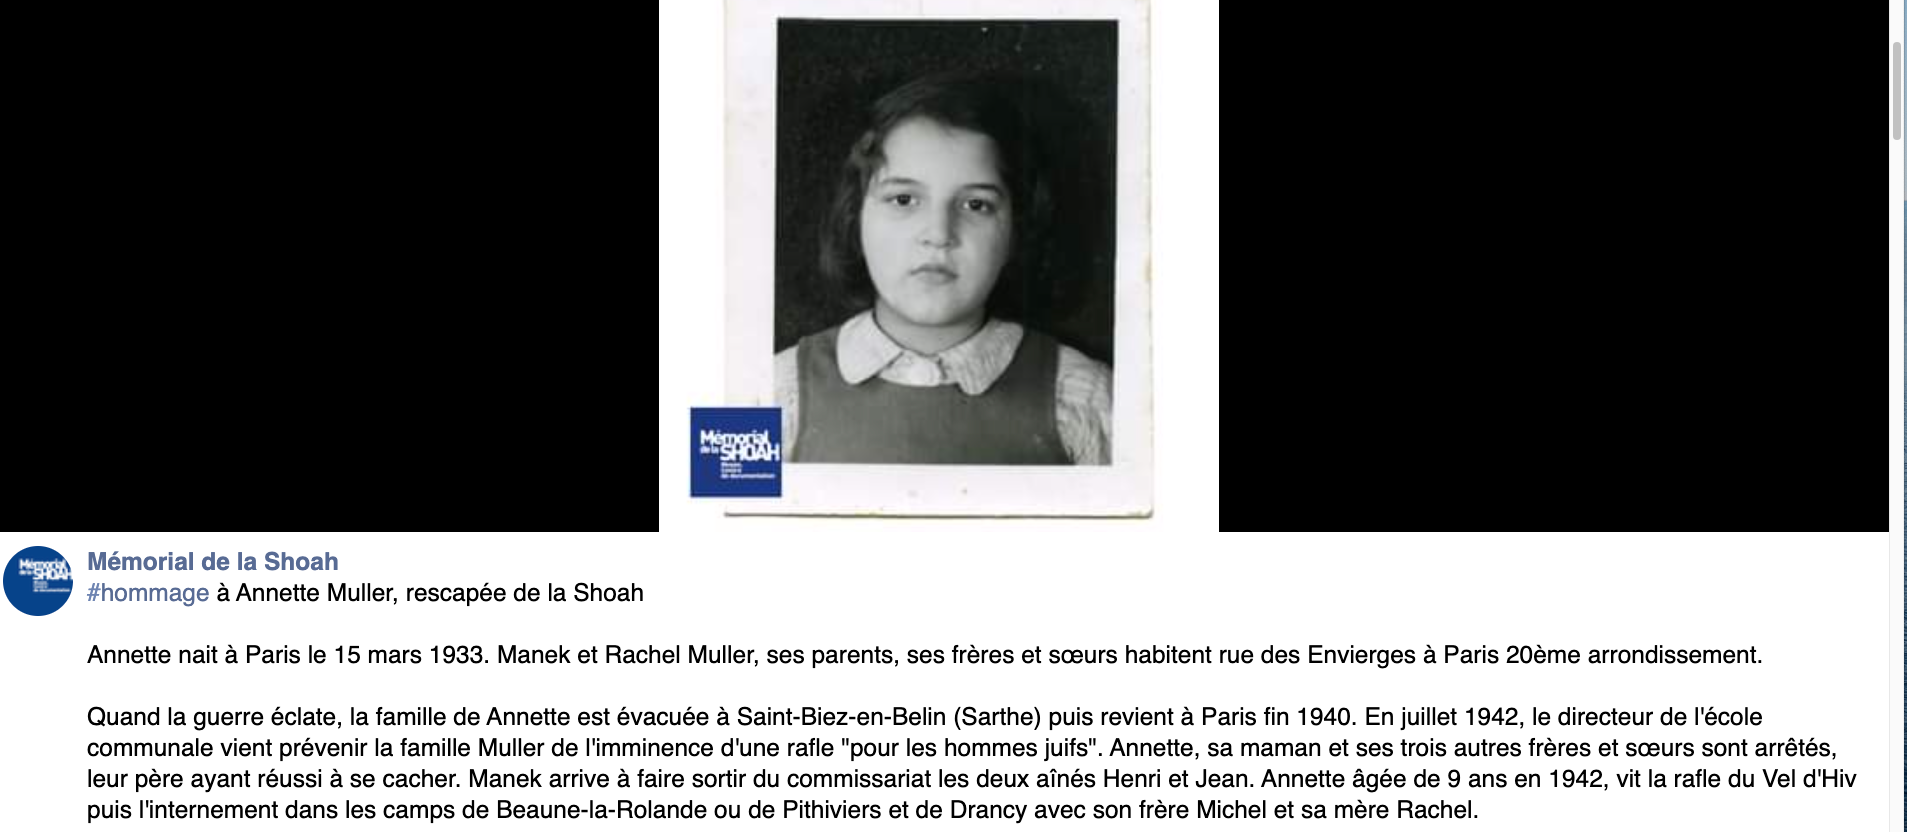 Mémorial
de la SHOAH
Mémorial
de la SHOAH
Mémorial de la Shoah
#hommage à Annette Muller, rescapée de la Shoah
Annette nait à Paris le 15 mars 1933. Manek et Rachel Muller, ses parents, ses frères et sœurs habitent rue des Envierges à Paris 20ème arrondissement.
Quand la guerre éclate, la famille de Annette est évacuée à Saint-Biez-en-Belin (Sarthe) puis revient à Paris fin 1940. En juillet 1942, le directeur de l'école
communale vient prévenir la famille Muller de l'imminence d'une rafle "pour les hommes juifs". Annette, sa maman et ses trois autres frères et sœurs sont arrêtés,
leur père ayant réussi à se cacher. Manek arrive à faire sortir du commissariat les deux aînés Henri et Jean. Annette âgée de 9 ans en 1942, vit la rafle du Vel d'Hiv
puis l'internement dans les camps de Beaune-la-Rolande ou de Pithiviers et de Drancy avec son frère Michel et sa mère Rachel.